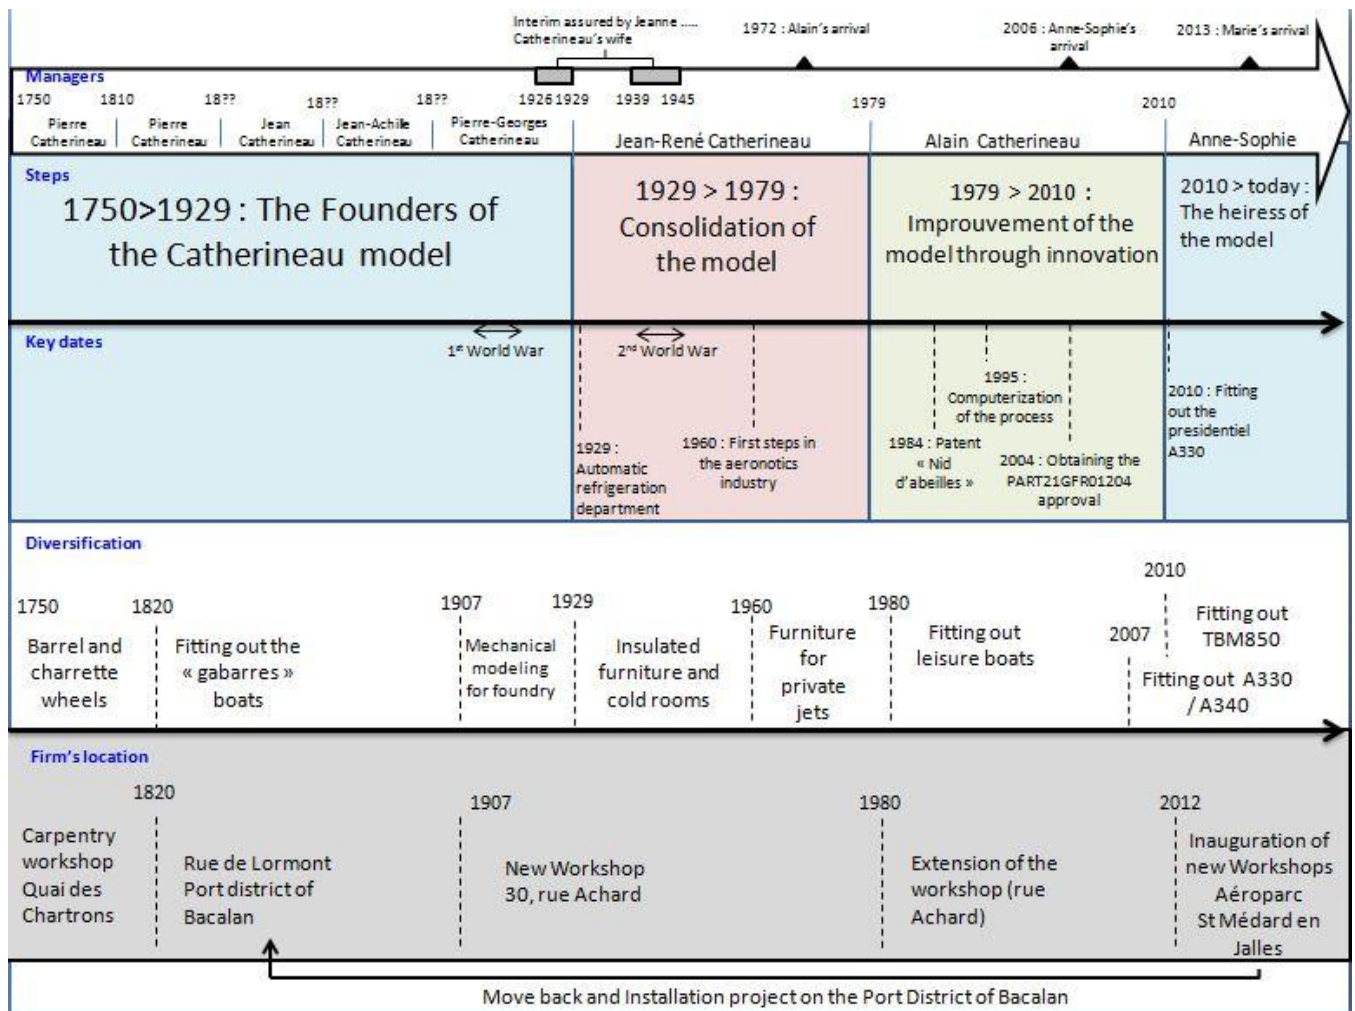 Interim assured by Jeanne .....
Catherineau's wife
1972 : Alain's arrival
2006 : Anne-Sophie's
arrival
2013 : Marie's arrival
Managers
1750
1810
18??
18??
18??
1926
1929
1939
1945
1979
2010
Pierre
Catherineau
Pierre
Catherineau
Jean
Catherineau
Jean-Achille
Catherineau
Pierre-Georges
Catherineau
Jean-René Catherineau
Alain Catherineau
Anne-Sophie
Steps
1750>1929 : The Founders of
the Catherineau model
1929 > 1979 :
Consolidation of
the model
1979 > 2010 :
Improuvement of the
model through innovation
2010 > today :
The heiress of
the model
Key dates
1st World War
2nd World War
1929 :
Automatic
refrigeration
department
1960 : First steps in
the aeronotics
industry
1984 : Patent
« Nid
d'abeilles »
1995 :
Computerization
of the process
2004 : Obtaining the
PART21GFR01204
approval
2010 : Fitting
out the
presidentiel
A330
Diversification
1750
Barrel and
charrette
wheels
1820
Fitting out the
« gabarres »
boats
1907
Mechanical
modeling
for foundry
1929
Insulated
furniture and
cold rooms
1960
Furniture
for
private
jets
1980
Fitting out
leisure boats
2007
Fitting out A330
/ A340
2010
Fitting out
TBM850
Firm's location
Carpentry
workshop
Quai des
Chartrons
1820
Rue de Lormont
Port district of
Bacalan
1907
New Workshop
30, rue Achard
1980
Extension of the
workshop (rue
Achard)
2012
Inauguration of
new Workshops
Aéroparc
St Médard en
Jalles
Move back and Installation project on the Port District of Bacalan